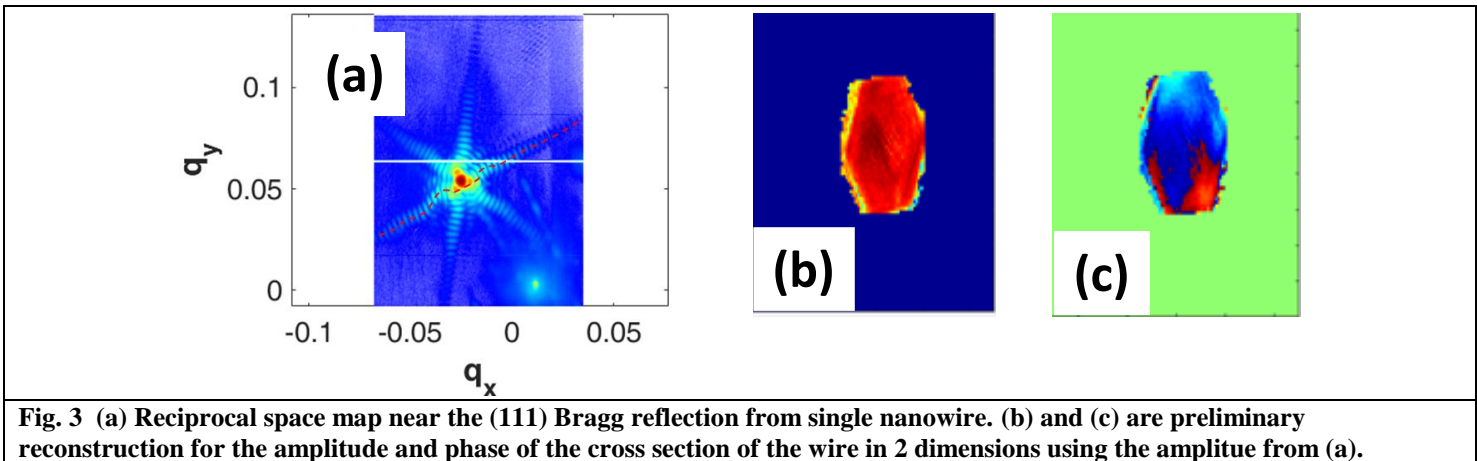 (a)
(b)
(c)
0.1
0.05
0
-0.1 -0.05 0 0.05
qy
qx
Fig. 3 (a) Reciprocal space map near the (111) Bragg reflection from single nanowire. (b) and (c) are preliminary
reconstruction for the amplitude and phase of the cross section of the wire in 2 dimensions using the amplitue from (a).